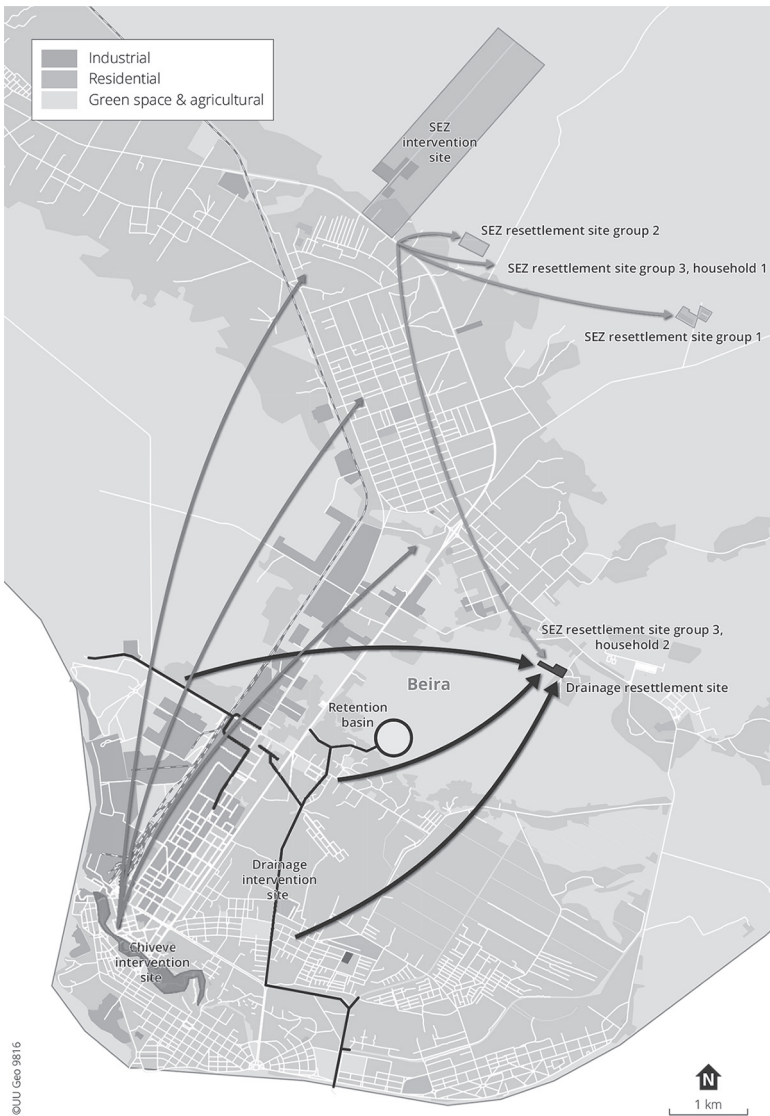 Industrial
Residential
Green space & agricultural
SEZ
intervention
site
SEZ resettlement site group 2
SEZ resettlement site group 3, household 1
SEZ resettlement site group 1
SEZ resettlement site group 3,
household 2
Drainage resettlement site
Beira
Retention
basin
Drainage
intervention
site
Chiveve
intervention
site
©UU Geo 9816
N
1 km